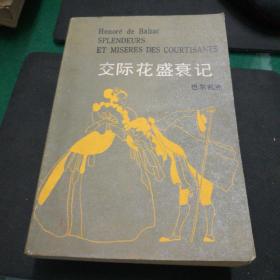 Honoré de Balzac
SPLENDEURS
ET MISERES DES COURTISANES
交际花盛衰记
巴尔扎克